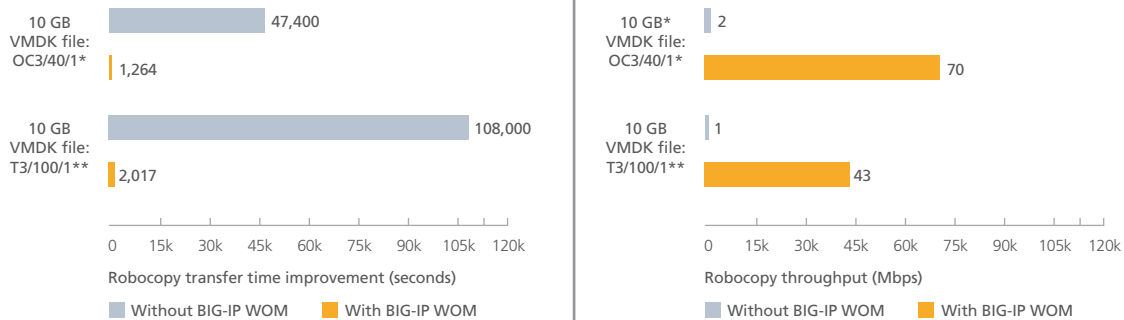 10 GB
VMDK file:
OC3/40/1*
47,400
1,264
10 GB
VMDK file:
T3/100/1**
108,000
2,017
0 15k 30k 45k 60k 75k 90k 105k 120k
Robocopy transfer time improvement (seconds)
Without BIG-IP WOM With BIG-IP WOM
10 GB*
VMDK file:
OC3/40/1*
2
70
10 GB
VMDK file:
T3/100/1**
1
43
0 15k 30k 45k 60k 75k 90k 105k 120k
Robocopy throughput (Mbps)
Without BIG-IP WOM With BIG-IP WOM